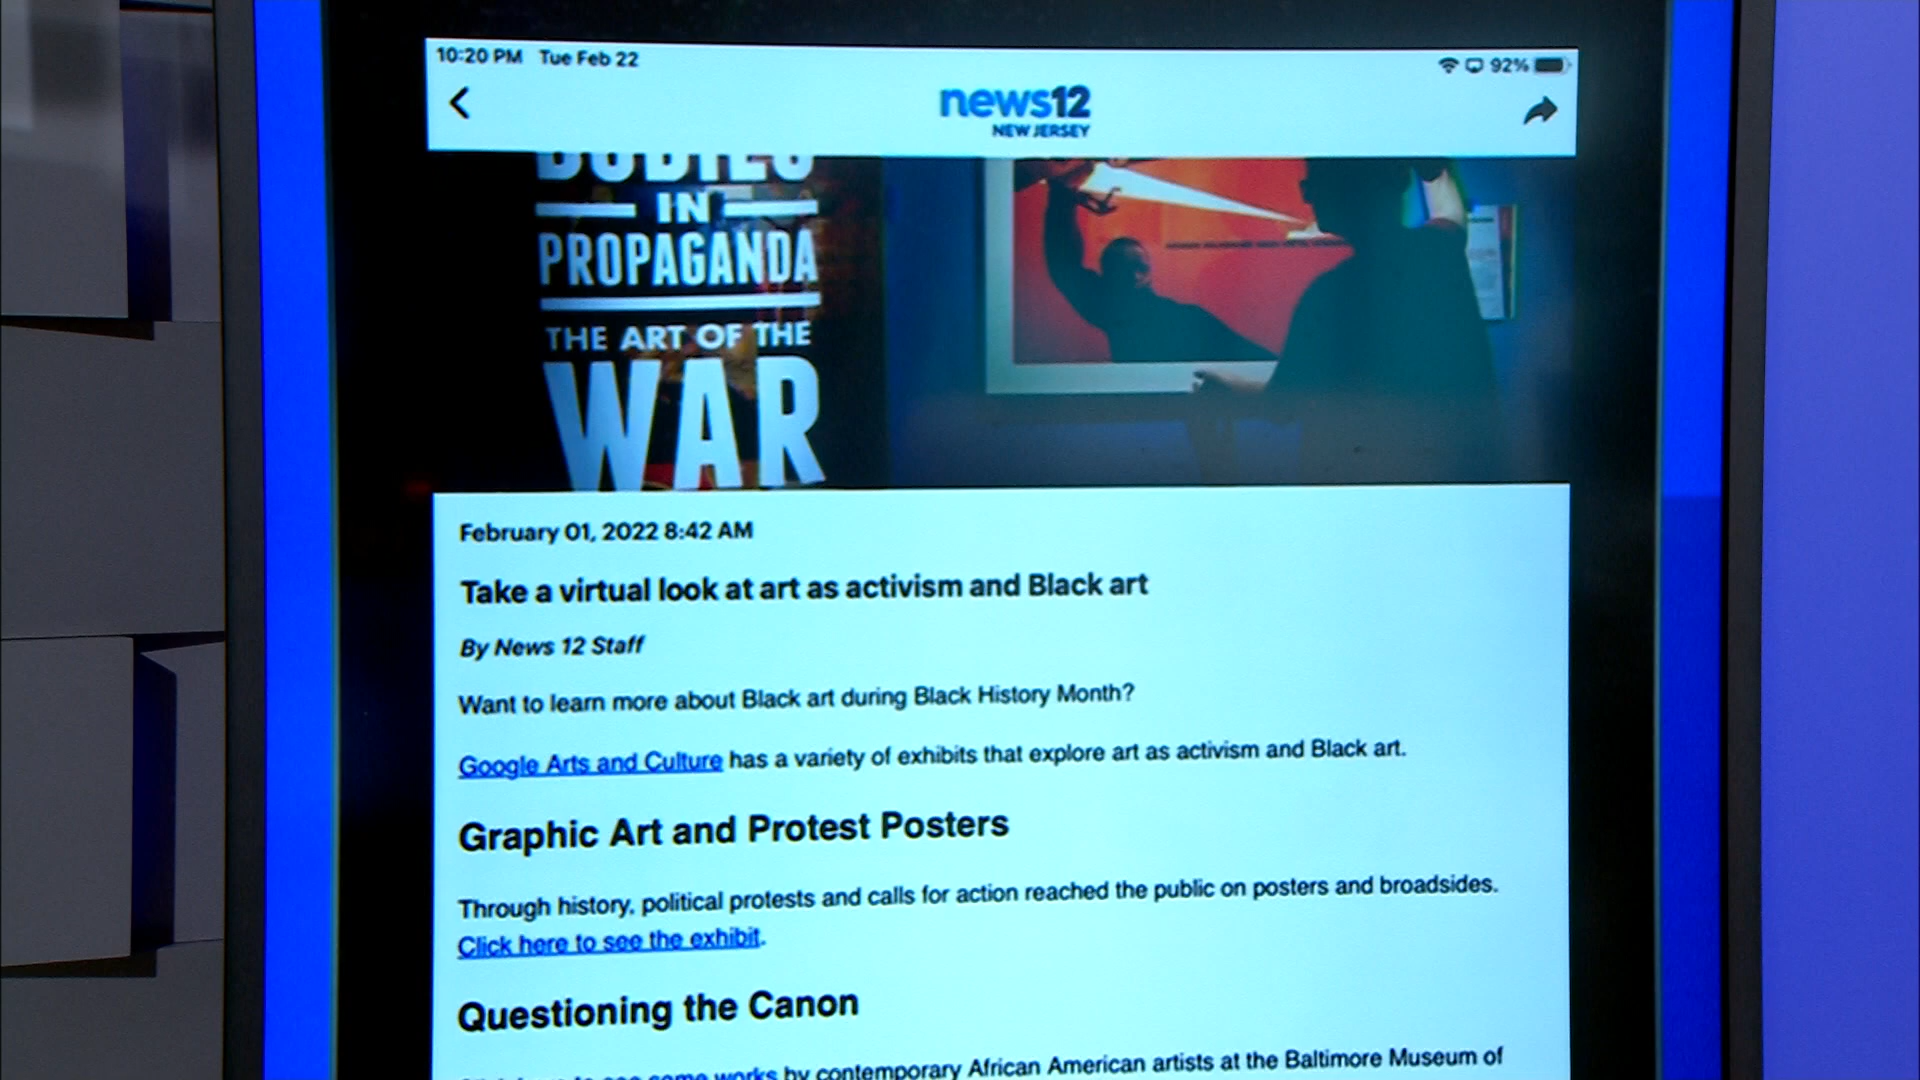 10:20 PM Tue Feb 22
92%
news12
NEW JERSEY
BODIES
IN
PROPAGANDA
THE ART OF THE
WAR
February 01, 2022 8:42 AM
Take a virtual look at art as activism and Black art
By News 12 Staff
Want to learn more about Black art during Black History Month?
Google Arts and Culture has a variety of exhibits that explore art as activism and Black art.
Graphic Art and Protest Posters
Through history, political protests and calls for action reached the public on posters and broadsides.
Click here to see the exhibit.
Questioning the Canon
to see some works by contemporary African American artists at the Baltimore Museum of